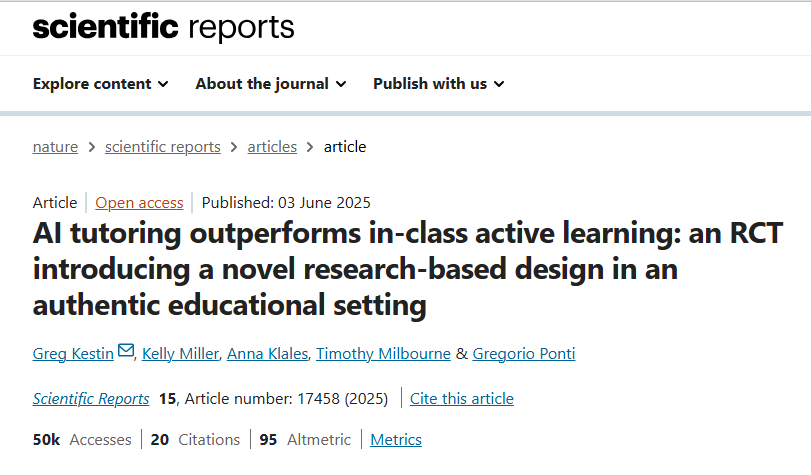 scientific reports
Explore content About the journal Publish with us
nature > scientific reports > articles > article
Article | Open access | Published: 03 June 2025
AI tutoring outperforms in-class active learning: an RCT
introducing a novel research-based design in an
authentic educational setting
Greg Kestin, Kelly Miller, Anna Klales, Timothy Milbourne & Gregorio Ponti
Scientific Reports 15, Article number: 17458 (2025) | Cite this article
50k Accesses | 20 Citations | 95 Altmetric | Metrics